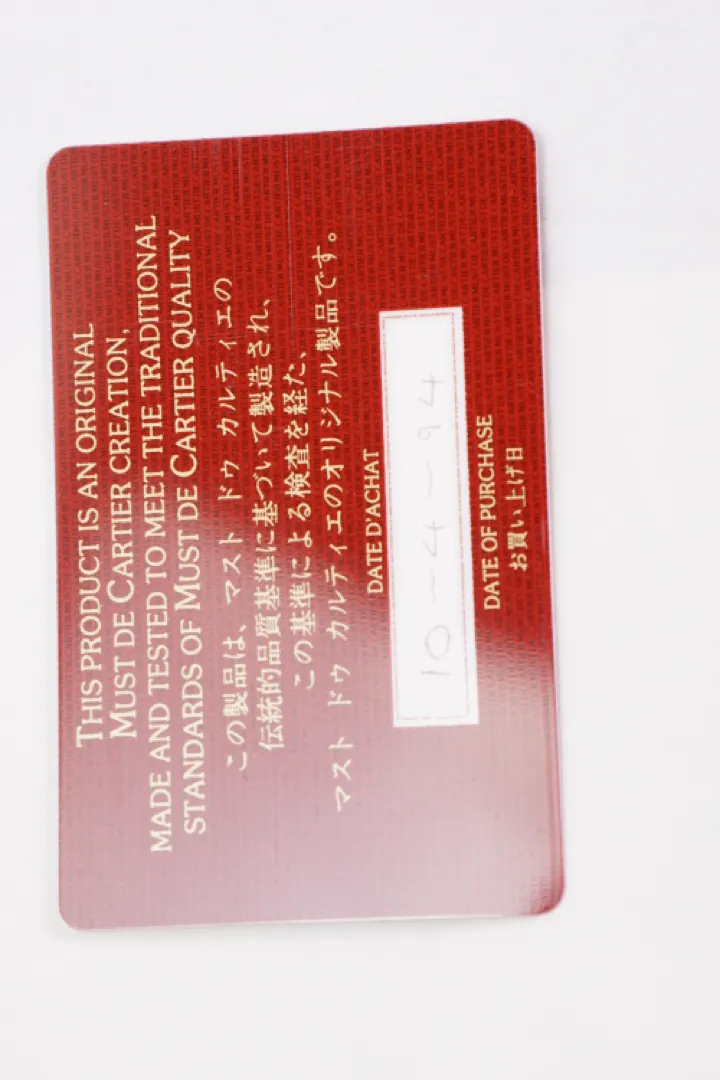 THIS PRODUCT IS AN ORIGINAL
MUST DE CARTIER CREATION,
MADE AND TESTED TO MEET THE TRADITIONAL
STANDARDS OF MUST DE CARTIER QUALITY
この製品は、マスト ドゥ カルティエの
伝統的品質基準に基づいて製造され、
この基準による検査を経た、
マスト ドゥ カルティエのオリジナル製品です。
DATE D'ACHAT
10-4-94
DATE OF PURCHASE
お買い上げ日